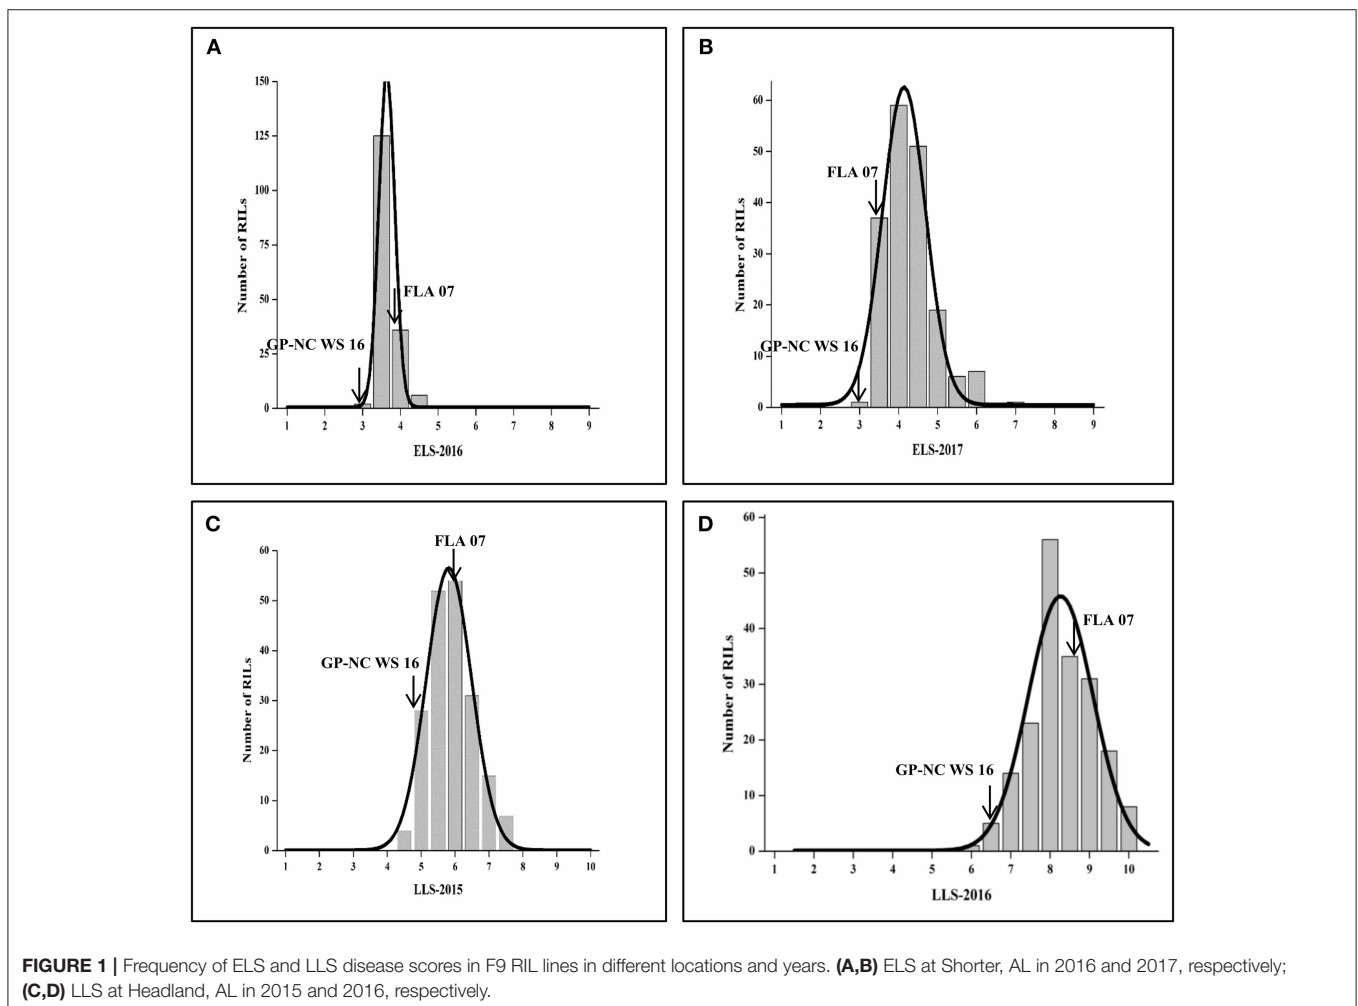 A
150
125
100
75
50
25
0
Number of RILs
GP-NC WS 16
FLA 07
1 2 3 4 5 6 7 8 9
ELS-2016
B
60
50
40
30
20
10
0
Number of RILs
FLA 07
GP-NC WS 16
1 2 3 4 5 6 7 8 9
ELS-2017
C
60
50
40
30
20
10
0
Number of RILs
FLA 07
GP-NC WS 16
1 2 3 4 5 6 7 8 9 10
LLS-2015
D
60
50
40
30
20
10
0
Number of RILs
FLA 07
GP-NC WS 16
1 2 3 4 5 6 7 8 9 10
LLS-2016
FIGURE 1 | Frequency of ELS and LLS disease scores in F9 RIL lines in different locations and years. (A,B) ELS at Shorter, AL in 2016 and 2017, respectively;
(C,D) LLS at Headland, AL in 2015 and 2016, respectively.